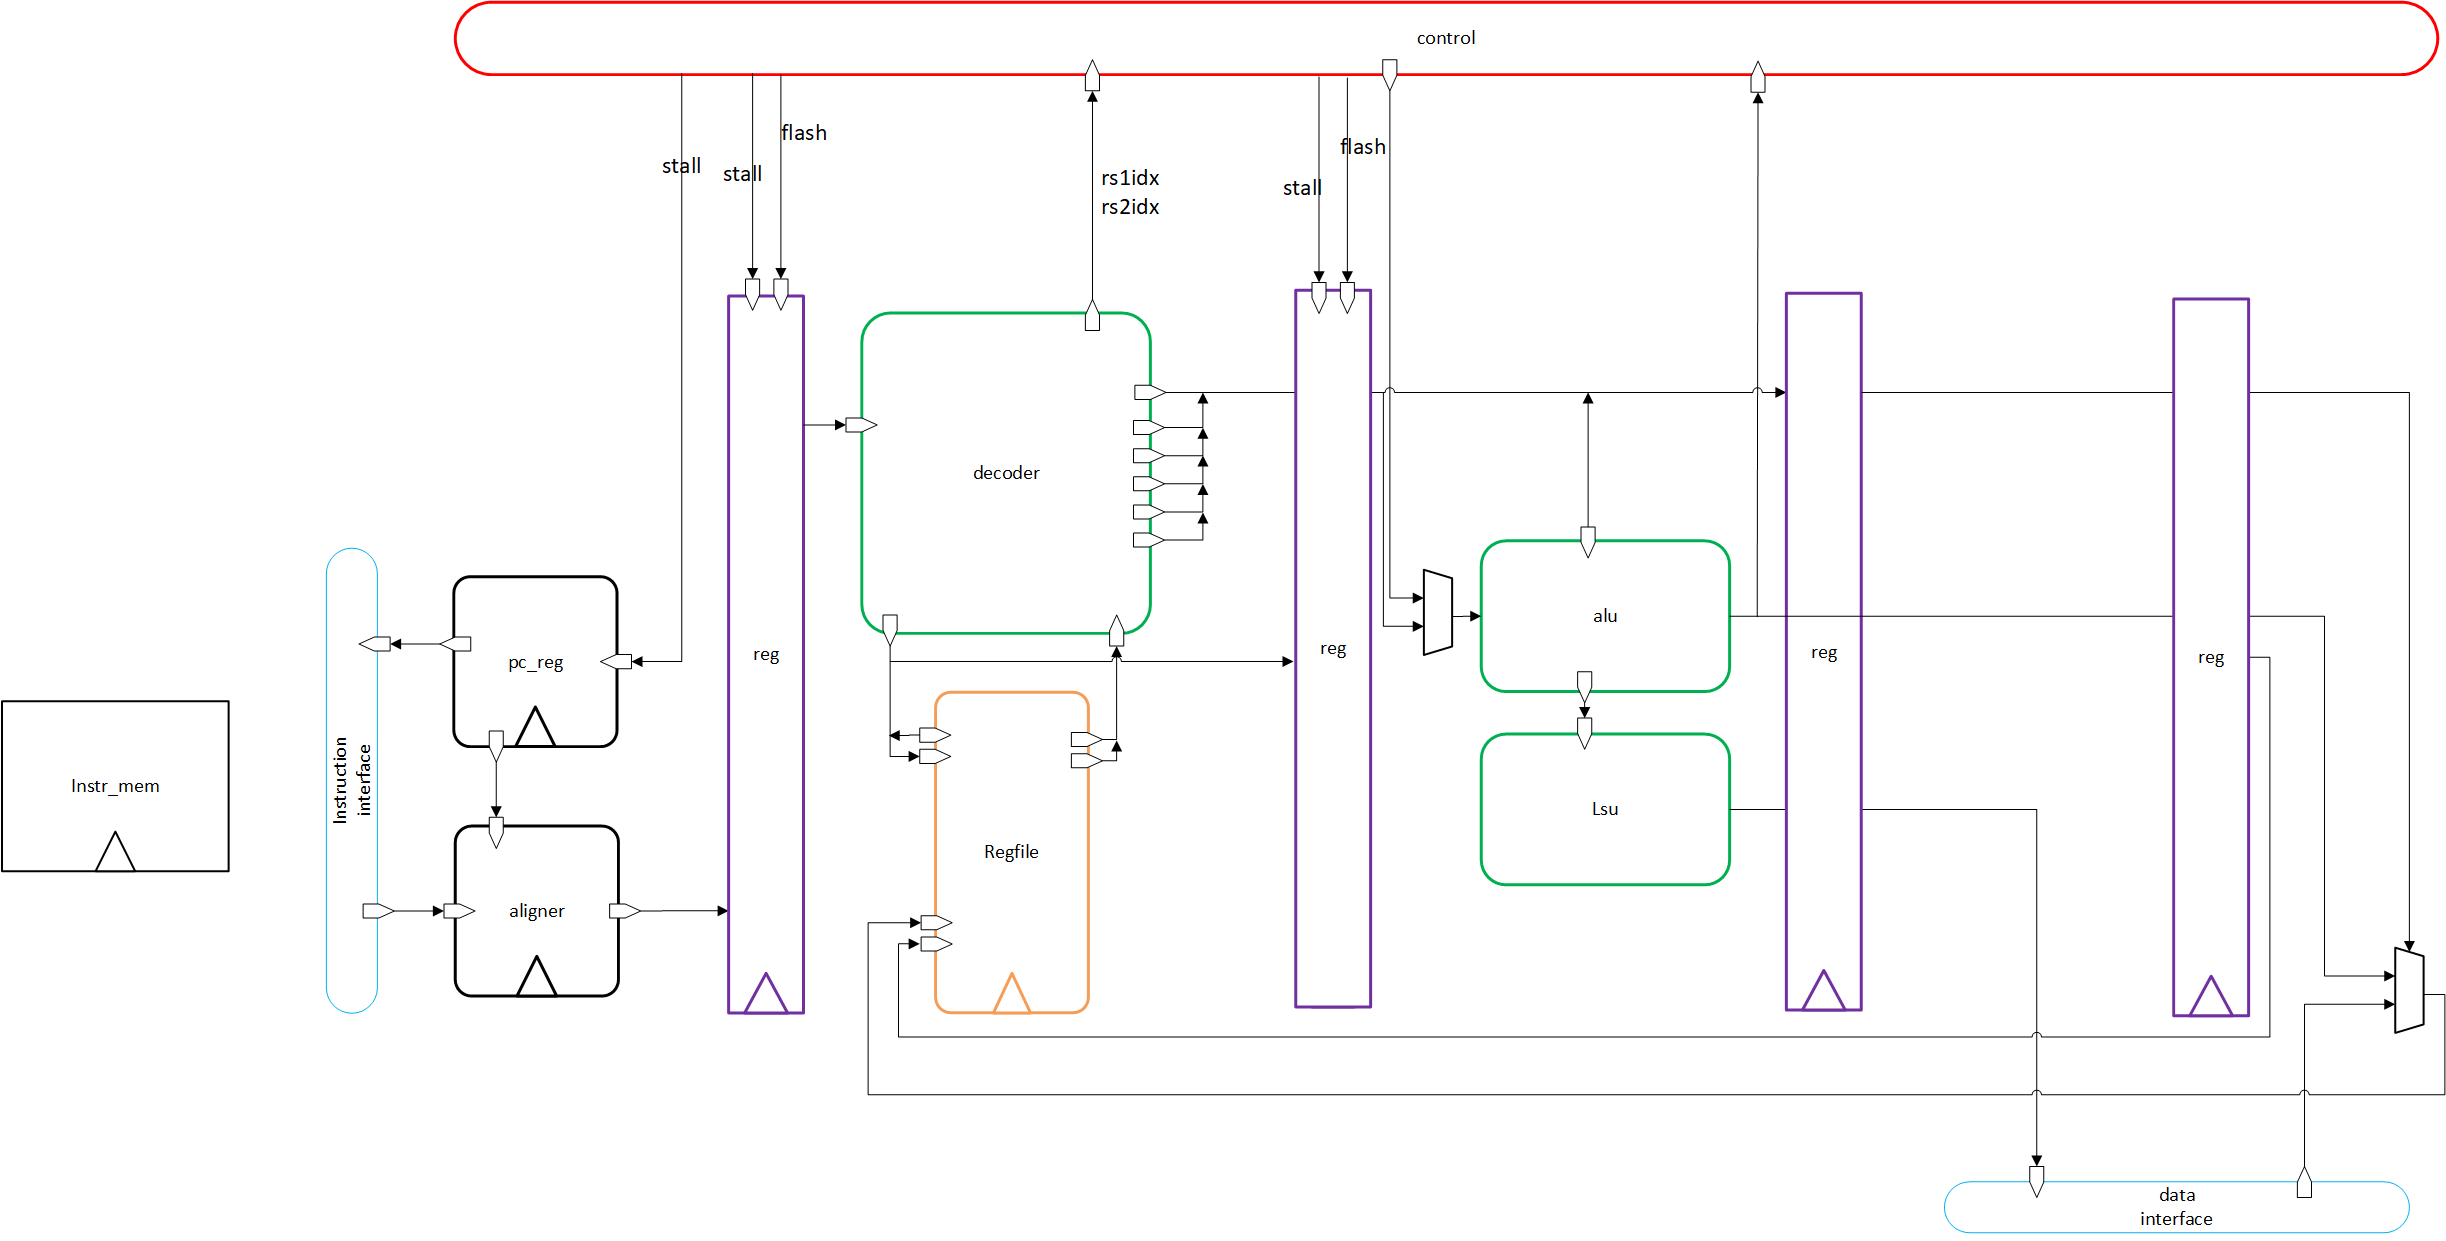 control
flash
flash
stall
stall
rs1idx
stall
rs2idx
decoder
alu
reg
reg
reg
reg
pc_reg
Instruction
interface
Instr_mem
Lsu
Regfile
aligner
data
interface